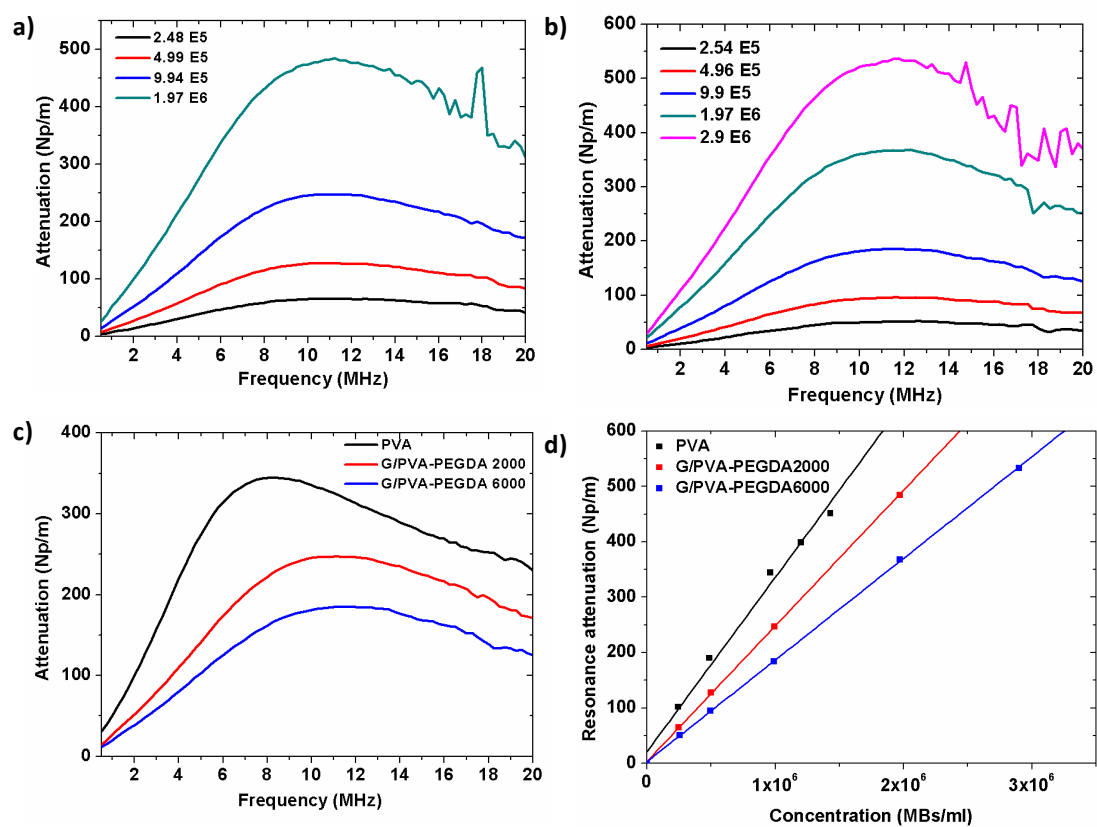 a)
2.48 E5
4.99 E5
9.94 E5
1.97 E6
500
400
300
200
100
0
2 4 6 8 10 12 14 16 18 20
Attenuation (Np/m)
Frequency (MHz)
b)
2.54 E5
4.96 E5
9.9 E5
1.97 E6
2.9 E6
600
500
400
300
200
100
0
2 4 6 8 10 12 14 16 18 20
Attenuation (Np/m)
Frequency (MHz)
c)
PVA
G/PVA-PEGDA 2000
G/PVA-PEGDA 6000
400
300
200
100
0
2 4 6 8 10 12 14 16 18 20
Attenuation (Np/m)
Frequency (MHz)
d)
PVA
G/PVA-PEGDA2000
G/PVA-PEGDA6000
600
500
400
300
200
100
0
0 1x10⁶ 2x10⁶ 3x10⁶
Resonance attenuation (Np/m)
Concentration (MBs/ml)